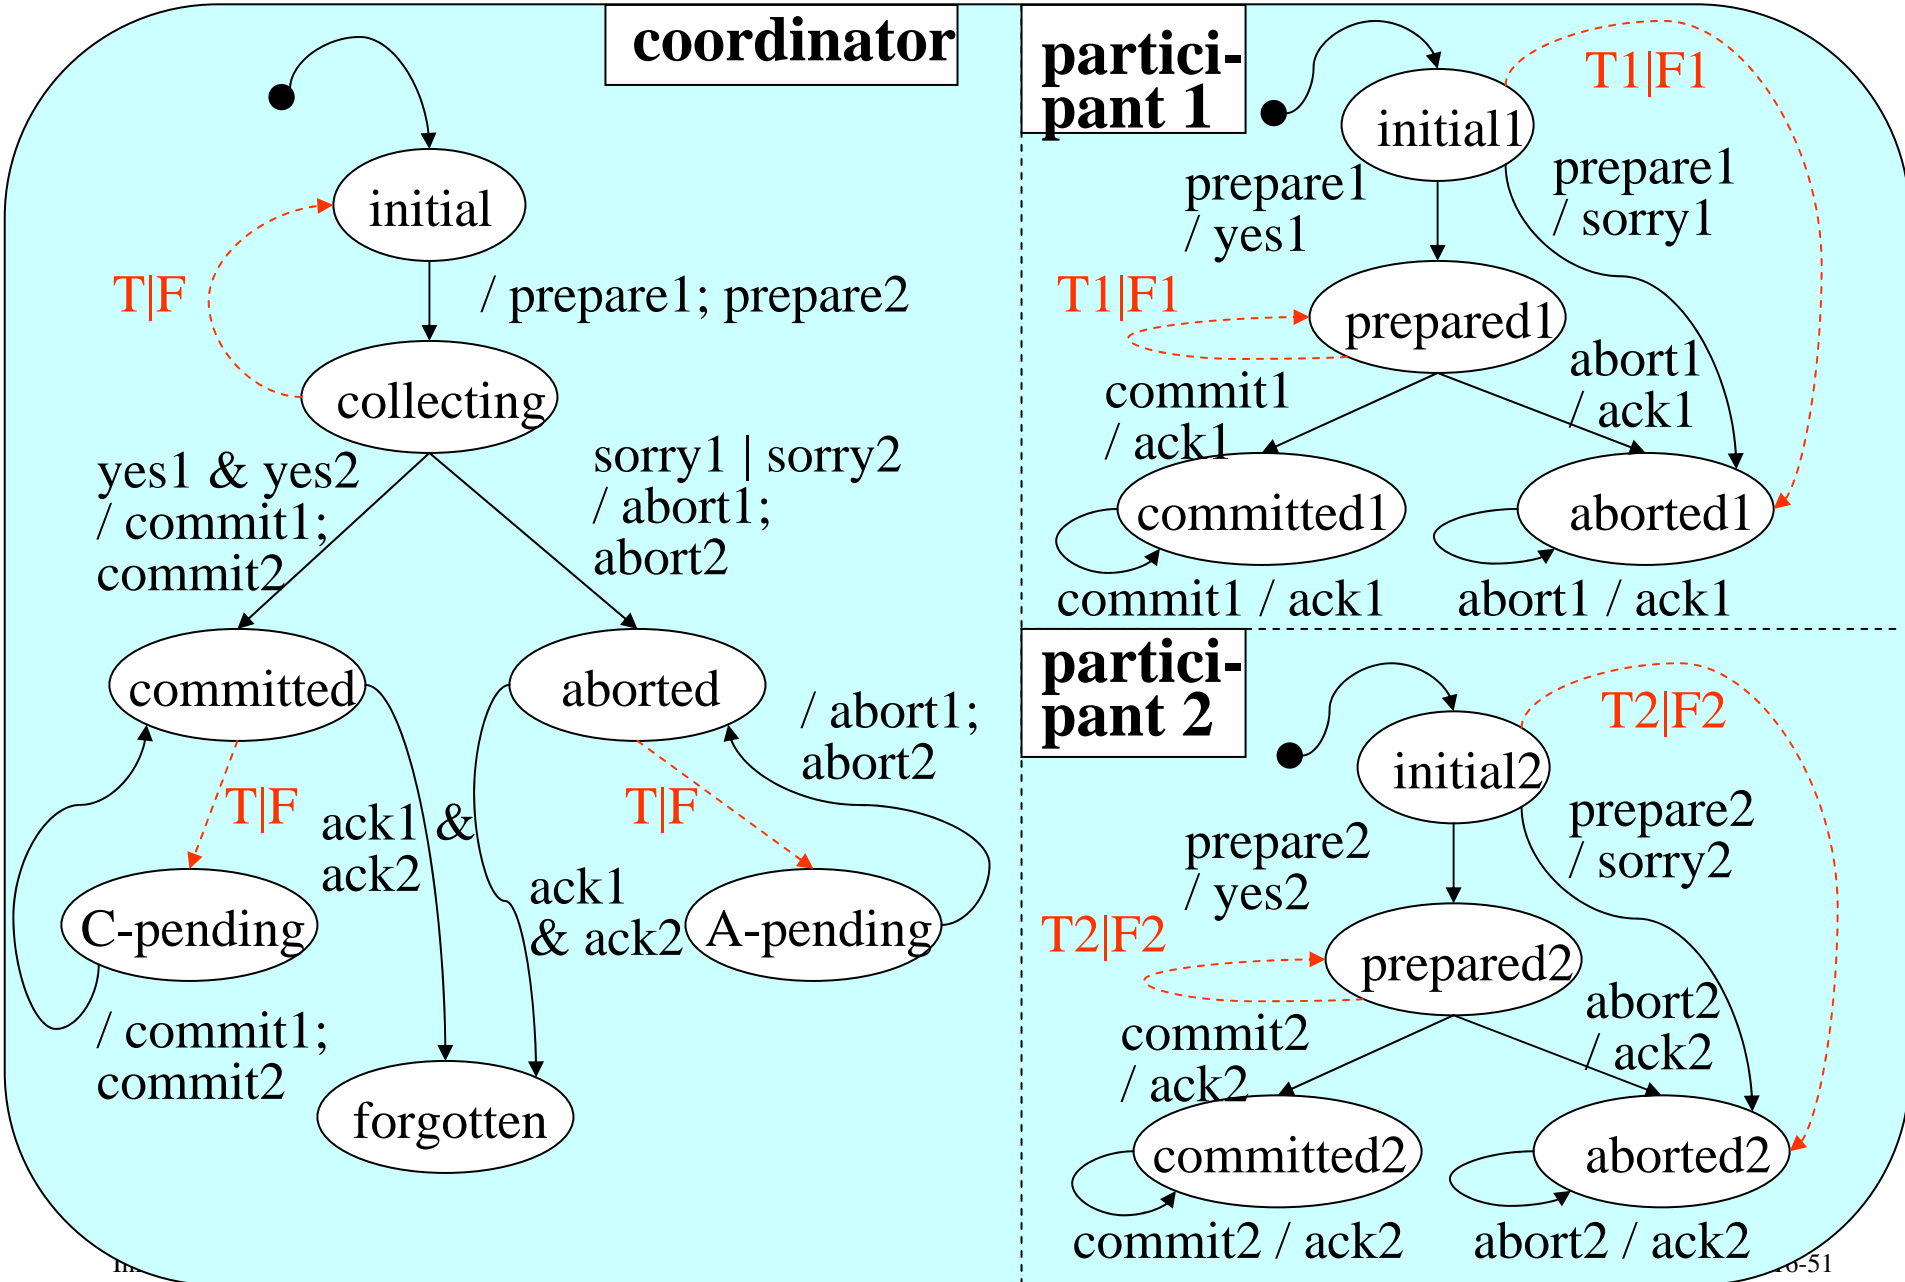 coordinator
initial
T|F
/ prepare1; prepare2
collecting
yes1 & yes2
/ commit1;
commit2
sorry1 | sorry2
/ abort1;
abort2
committed
aborted
/ abort1;
abort2
T|F
T|F
ack1 &
ack2
ack1
& ack2
C-pending
A-pending
/ commit1;
commit2
forgotten
partici-
pant 1
T1|F1
initial1
prepare1
/ yes1
prepare1
/ sorry1
T1|F1
prepared1
commit1
/ ack1
abort1
/ ack1
committed1
aborted1
commit1 / ack1
abort1 / ack1
partici-
pant 2
T2|F2
initial2
prepare2
/ yes2
prepare2
/ sorry2
T2|F2
prepared2
commit2
/ ack2
abort2
/ ack2
committed2
aborted2
commit2 / ack2
abort2 / ack2